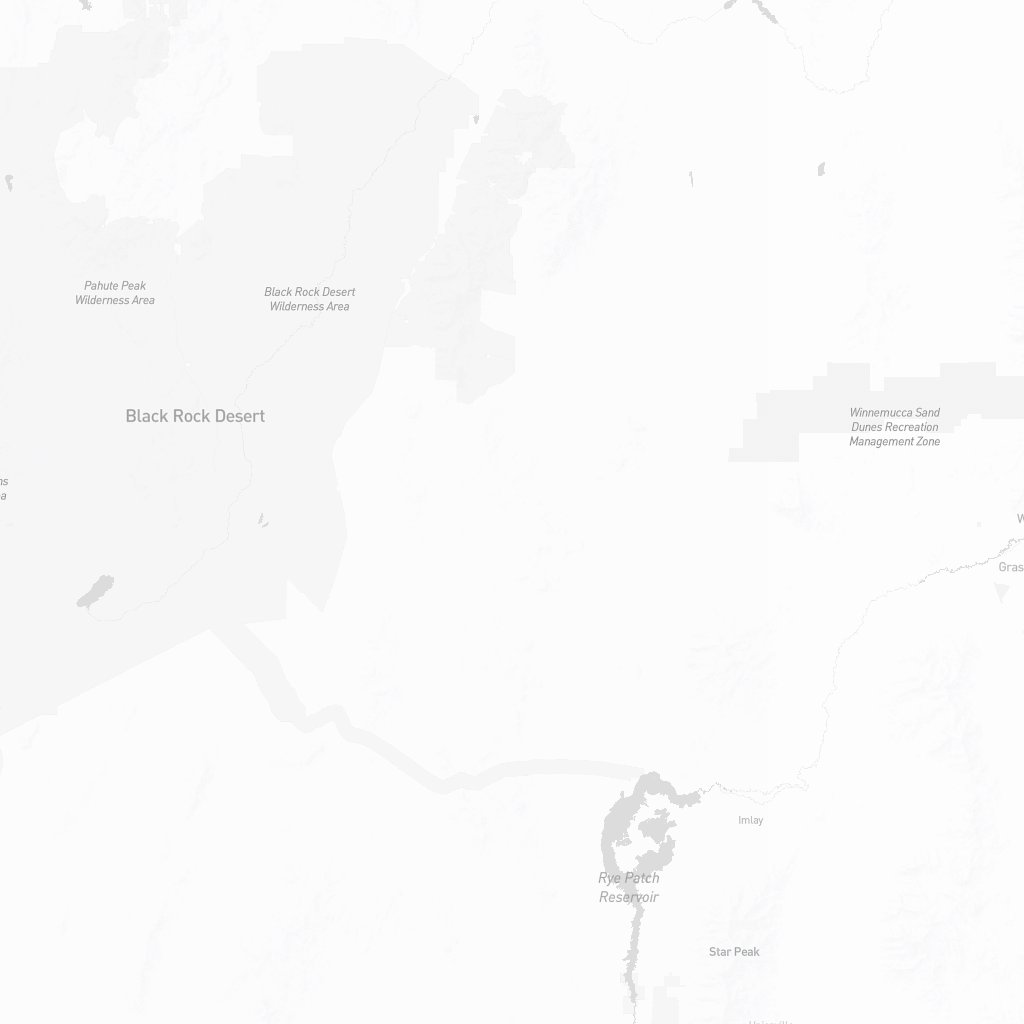 Pahute Peak
Wilderness Area
Black Rock Desert
Wilderness Area
Black Rock Desert
Winnemucca Sand
Dunes Recreation
Management Zone
Imlay
Rye Patch
Reservoir
Star Peak